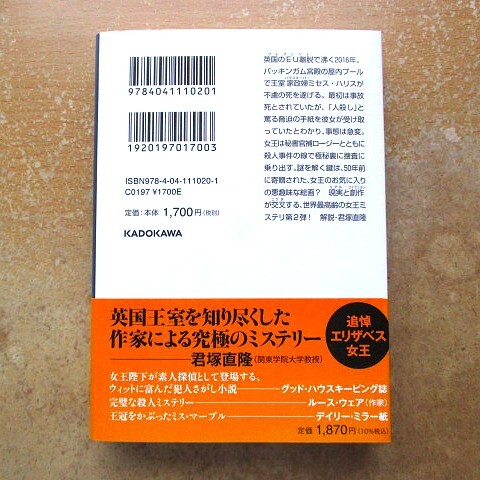 英国のＥＵ離脱で沸く2016年。
バッキンガム宮殿の屋内プール
で王室家政婦ミセス・ハリスが
不慮の死を遂げる。最初は事故
死とされていたが、「人殺し」と
罵る脅迫の手紙を彼女が受け取
っていたとわかり、事態は急変。
女王は秘書官補ロージーとともに
殺人事件の線で極秘裏に捜査に
乗り出す。謎を解く鍵は、50年前
に寄贈された、女王のお気に入り
の悪趣味な絵画？ 現実と創作
が交叉する、世界最高齢の女王ミ
ステリ第2弾！ 解説・君塚直隆
9784041110201
1920197017003
ISBN978-4-04-111020-1
C0197 ¥1700E
定価：本体 1,700円（税別）
KADOKAWA
英国王室を知り尽くした
作家による究極のミステリー
——君塚直隆（関東学院大学教授）
追悼
エリザベス
女王
女王陛下が素人探偵として登場する、
ウィットに富んだ犯人さがし小説——グッド・ハウスキーピング誌
完璧な殺人ミステリー——ルース・ウェア（作家）
王冠をかぶったミス・マープル——デイリー・ミラー紙
定価 1,870円（10%税込）